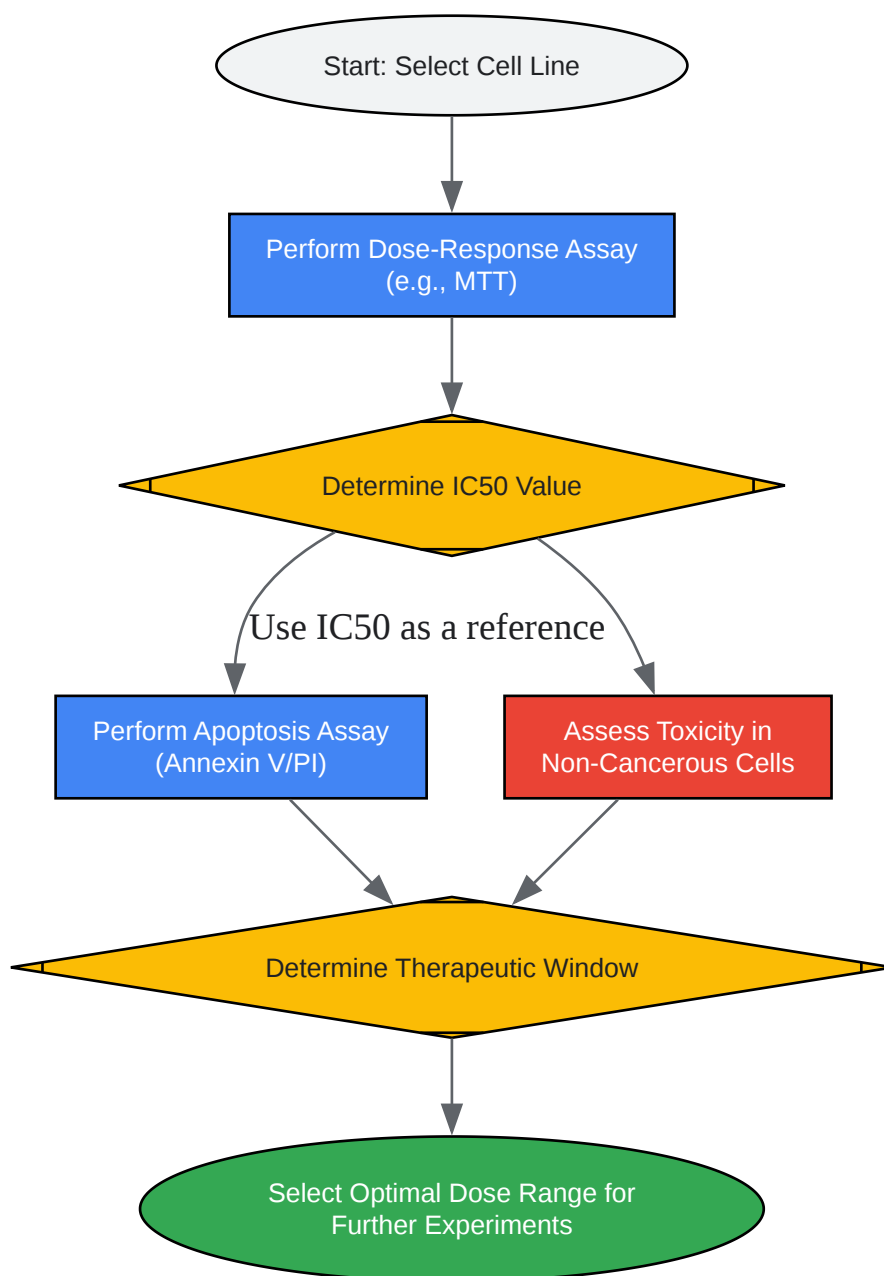 Start: Select Cell Line
Perform Dose-Response Assay
(e.g., MTT)
Determine IC50 Value
Use IC50 as a reference
Perform Apoptosis Assay
(Annexin V/PI)
Assess Toxicity in
Non-Cancerous Cells
Determine Therapeutic Window
Select Optimal Dose Range for
Further Experiments